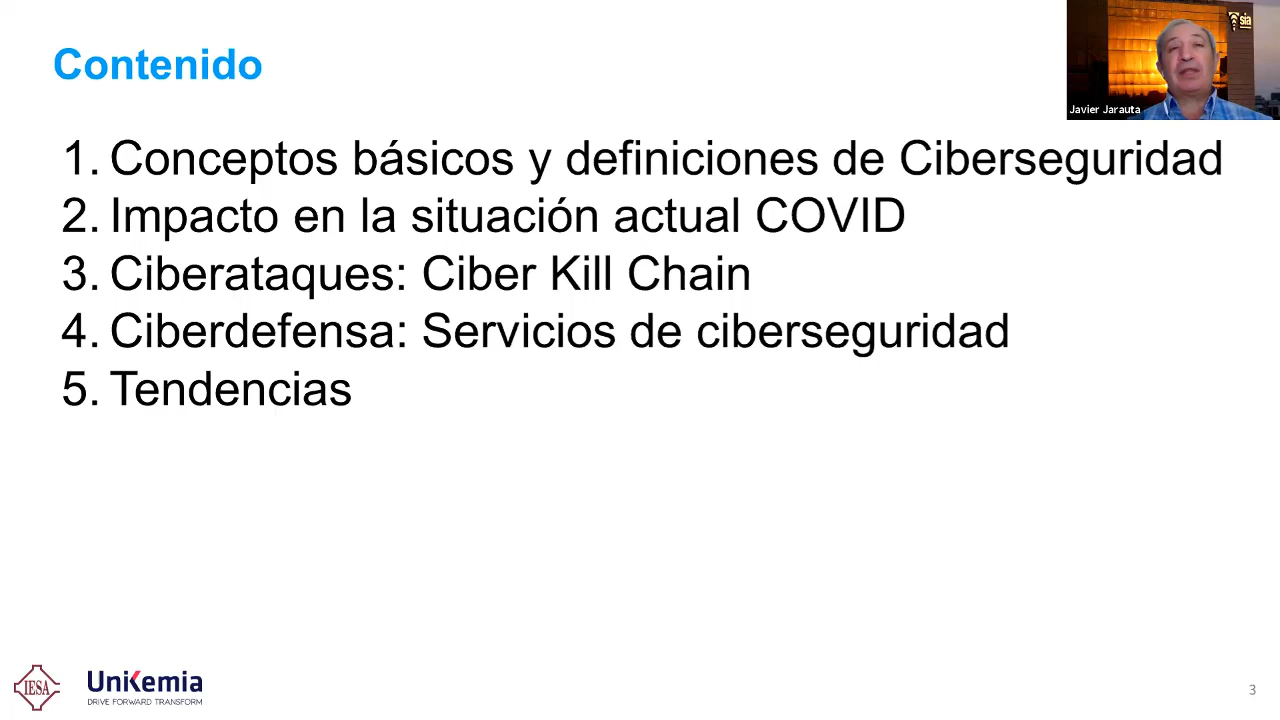 Contenido
sia
Javier Jarauta
1. Conceptos básicos y definiciones de Ciberseguridad
2. Impacto en la situación actual COVID
3. Ciberataques: Ciber Kill Chain
4. Ciberdefensa: Servicios de ciberseguridad
5. Tendencias
IESA
UniKemia
DRIVE FORWARD TRANSFORM
3